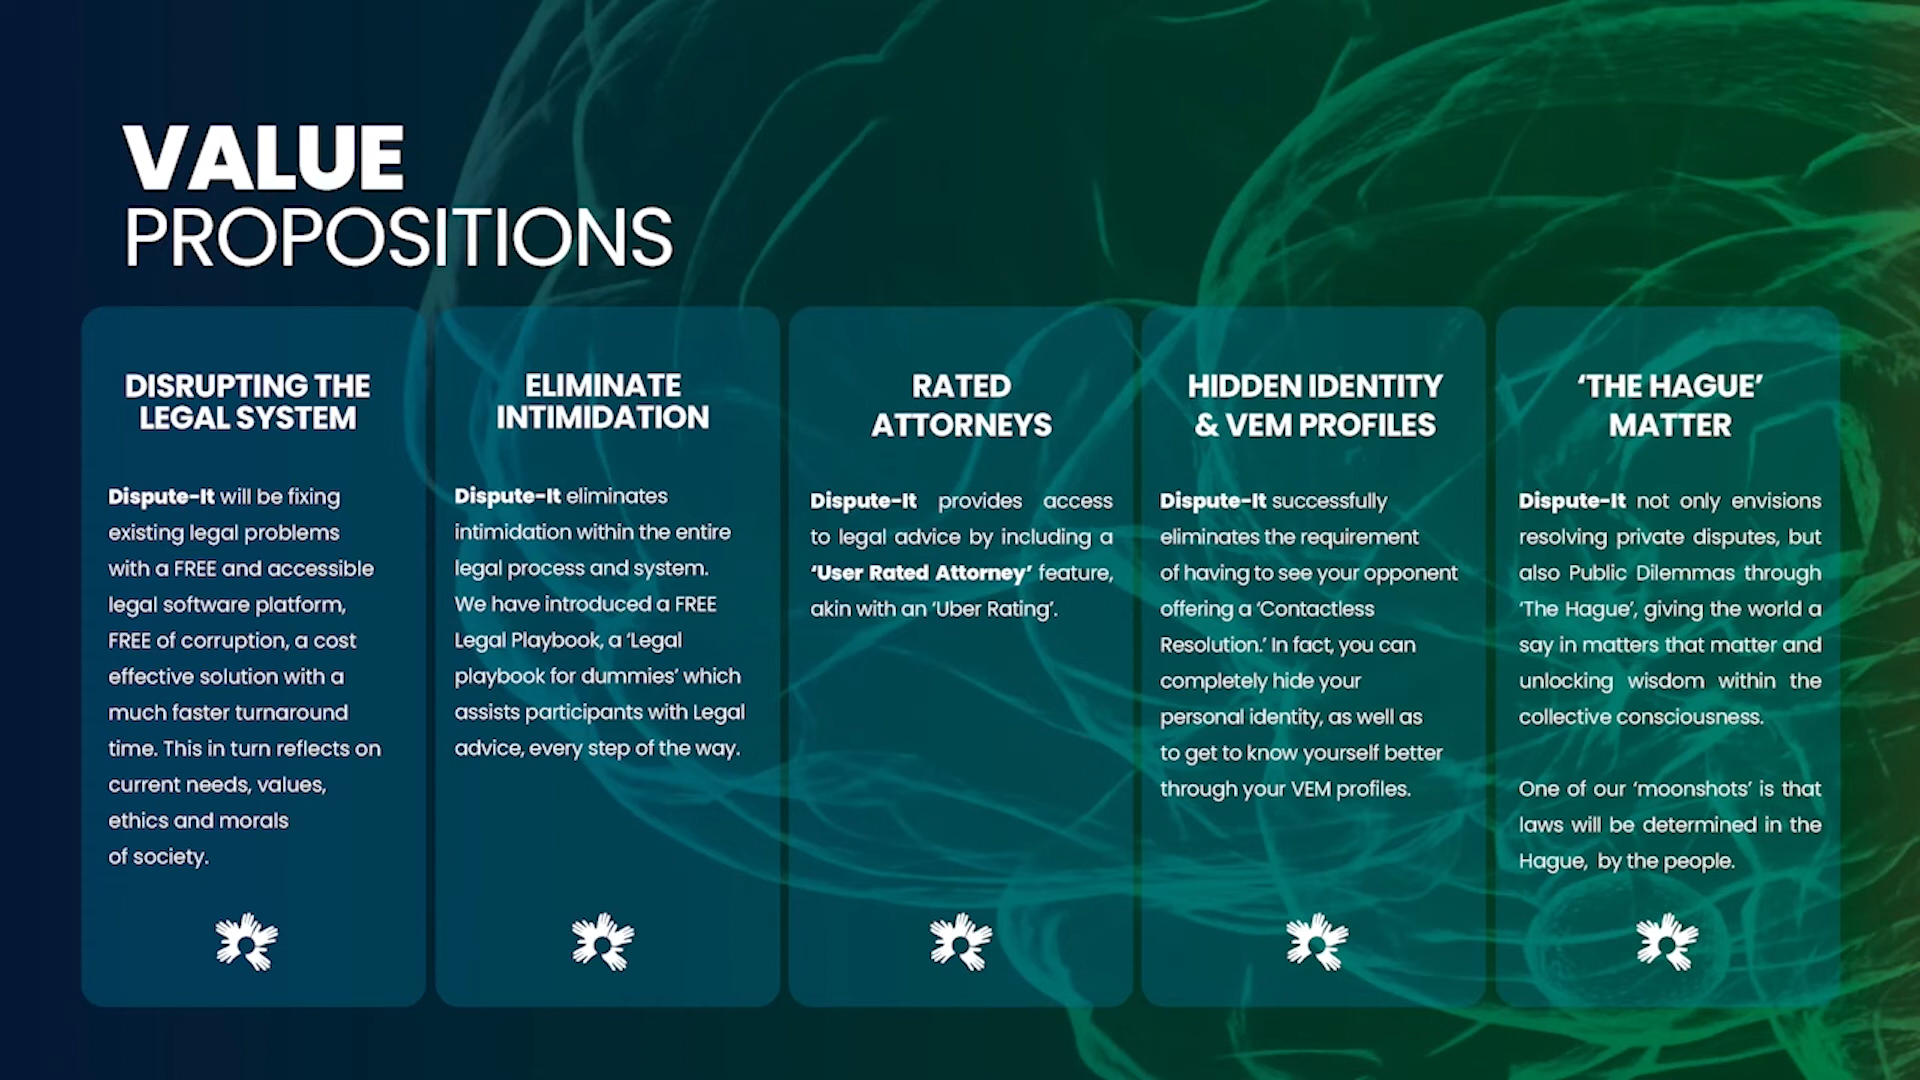 VALUE
PROPOSITIONS
DISRUPTING THE
LEGAL SYSTEM
Dispute-It will be fixing
existing legal problems
with a FREE and accessible
legal software platform,
FREE of corruption, a cost
effective solution with a
much faster turnaround
time. This in turn reflects on
current needs, values,
ethics and morals
of society.
ELIMINATE
INTIMIDATION
Dispute-It eliminates
intimidation within the entire
legal process and system.
We have introduced a FREE
Legal Playbook, a ‘Legal
playbook for dummies’ which
assists participants with Legal
advice, every step of the way.
RATED
ATTORNEYS
Dispute-It provides access
to legal advice by including a
‘User Rated Attorney’ feature,
akin with an ‘Uber Rating’.
HIDDEN IDENTITY
& VEM PROFILES
Dispute-It successfully
eliminates the requirement
of having to see your opponent
offering a ‘Contactless
Resolution.’ In fact, you can
completely hide your
personal identity, as well as
to get to know yourself better
through your VEM profiles.
‘THE HAGUE’
MATTER
Dispute-It not only envisions
resolving private disputes, but
also Public Dilemmas through
‘The Hague’, giving the world a
say in matters that matter and
unlocking wisdom within the
collective consciousness.
One of our ‘moonshots’ is that
laws will be determined in the
Hague, by the people.